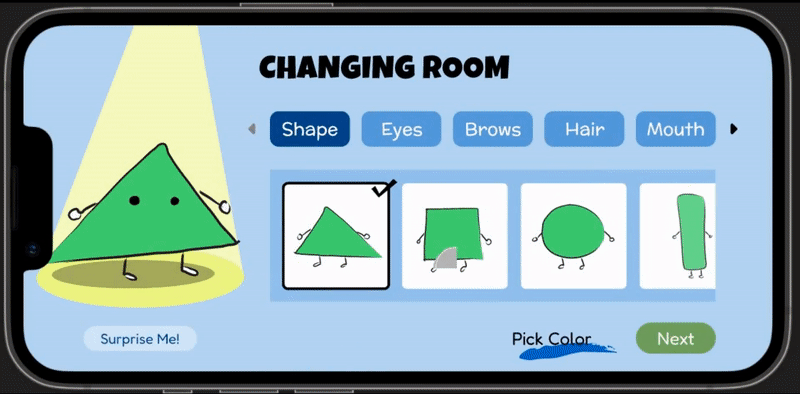 CHANGING ROOM
Shape Eyes Brows Hair Mouth
Surprise Me!
Pick Color
Next